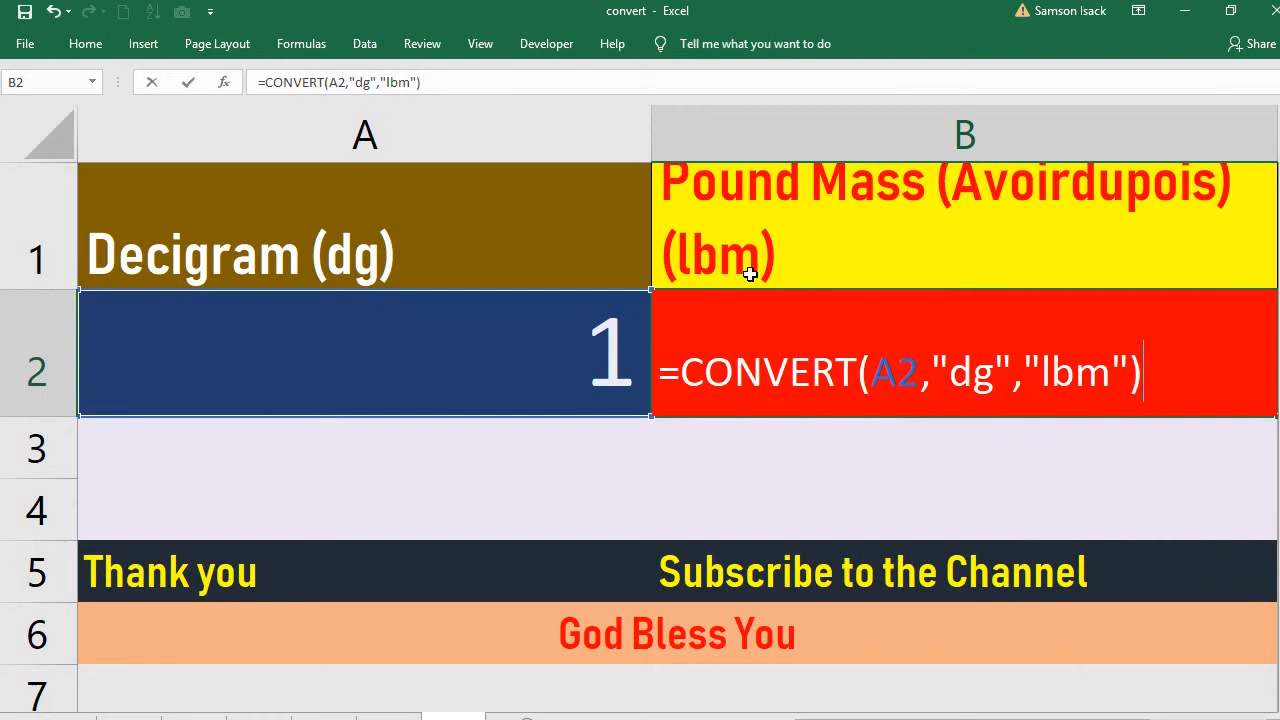 convert - Excel
Samson Isack
File Home Insert Page Layout Formulas Data Review View Developer Help Tell me what you want to do Share
B2 fx =CONVERT(A2,"dg","lbm")
A B
Pound Mass (Avoirdupois)
1 Decigram (dg) (lbm)
2 1 =CONVERT(A2,"dg","lbm")
3
4
5 Thank you Subscribe to the Channel
6 God Bless You
7